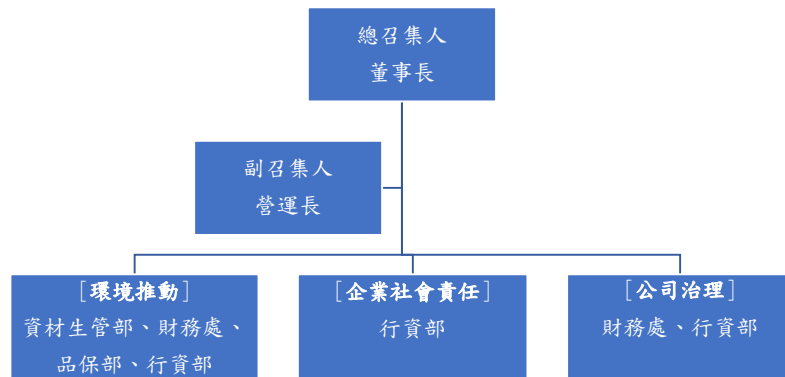 總召集人
董事長
副召集人
營運長
[環境推動]
資材生管部、財務處、
品保部、行資部
[企業社會責任]
行資部
[公司治理]
財務處、行資部